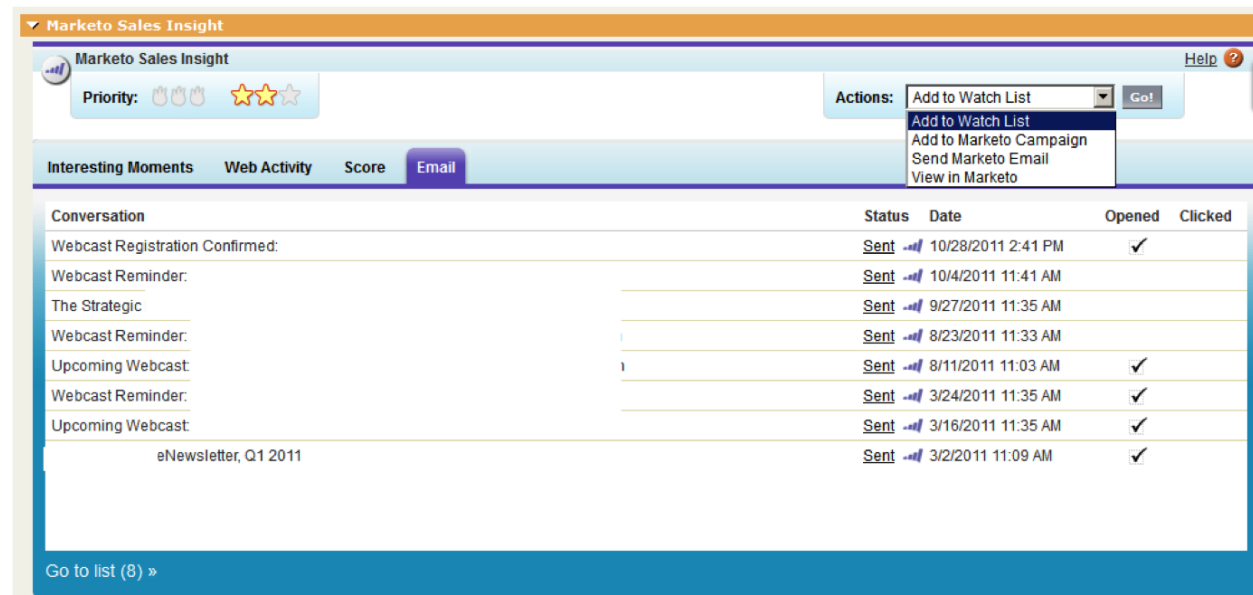 Marketo Sales Insight
Marketo Sales Insight
Help ?
Priority:
Actions: Add to Watch List Go!
Add to Watch List
Add to Marketo Campaign
Send Marketo Email
View in Marketo
Interesting Moments Web Activity Score Email
Conversation Status Date Opened Clicked
Webcast Registration Confirmed: Sent 10/28/2011 2:41 PM
Webcast Reminder: Sent 10/4/2011 11:41 AM
The Strategic Sent 9/27/2011 11:35 AM
Webcast Reminder: Sent 8/23/2011 11:33 AM
Upcoming Webcast: Sent 8/11/2011 11:03 AM
Webcast Reminder: Sent 3/24/2011 11:35 AM
Upcoming Webcast: Sent 3/16/2011 11:35 AM
eNewsletter, Q1 2011 Sent 3/2/2011 11:09 AM
Go to list (8) »